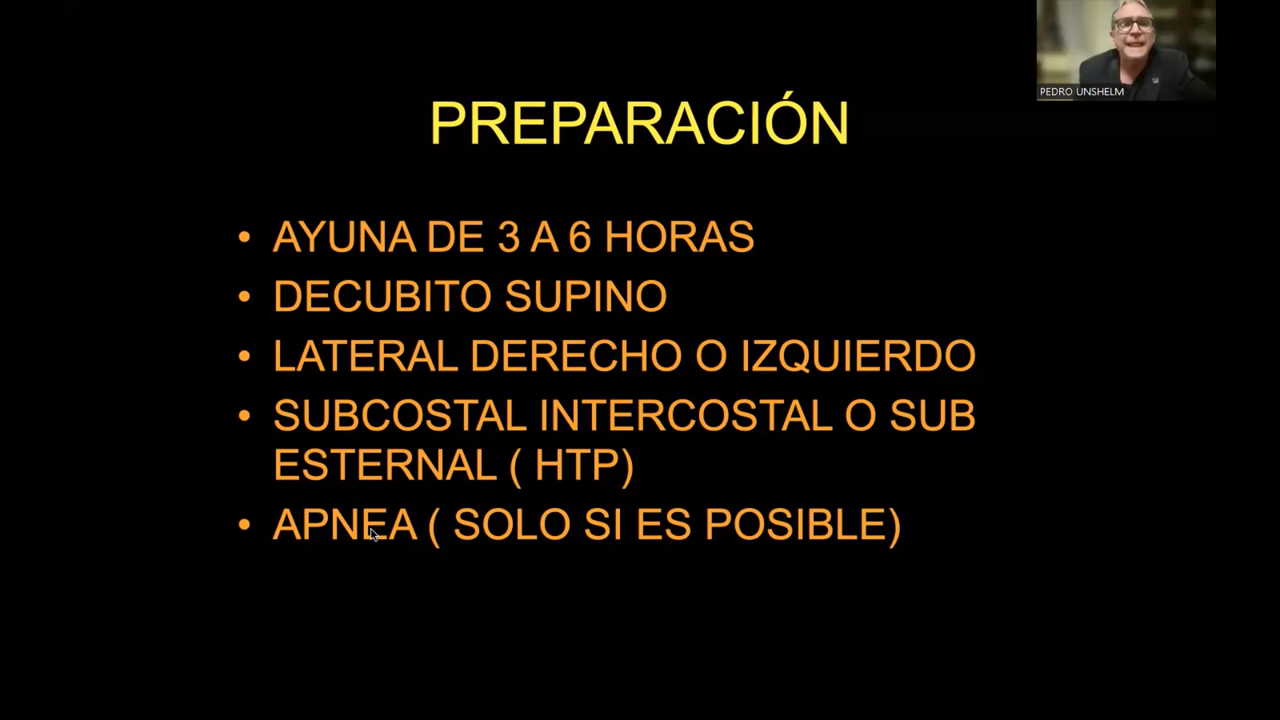 PEDRO UNSHELM
PREPARACIÓN
• AYUNA DE 3 A 6 HORAS
• DECUBITO SUPINO
• LATERAL DERECHO O IZQUIERDO
• SUBCOSTAL INTERCOSTAL O SUB
ESTERNAL ( HTP)
• APNEA ( SOLO SI ES POSIBLE)